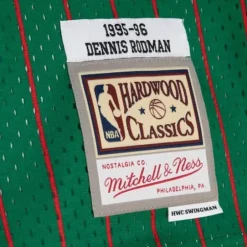 1995-96
DENNIS RODMAN
HARDWOOD
NBA
CLASSICS
NOSTALGIA CO.
Mitchell & Ness
PHILADELPHIA, PA.
HWC SWINGMAN